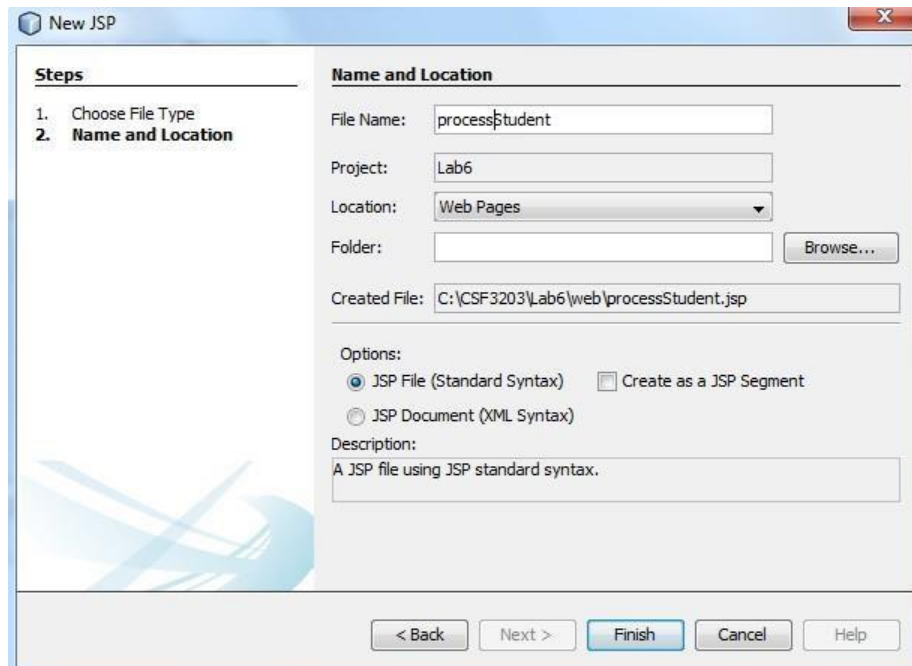 New JSP
Steps
1. Choose File Type
2. Name and Location
Name and Location
File Name: processStudent
Project: Lab6
Location: Web Pages
Folder:
Browse...
Created File: C:\CSF3203\Lab6\web\processStudent.jsp
Options:
JSP File (Standard Syntax) Create as a JSP Segment
JSP Document (XML Syntax)
Description:
A JSP file using JSP standard syntax.
< Back Next > Finish Cancel Help